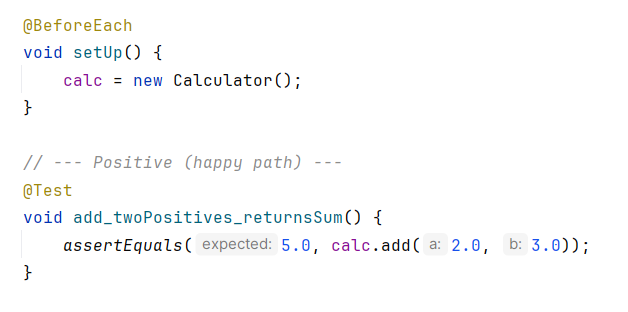 @BeforeEach
void setUp() {
    calc = new Calculator();
}
// --- Positive (happy path) ---
@Test
void add_twoPositives_returnsSum() {
    assertEquals( expected: 5.0, calc.add( a: 2.0,  b: 3.0));
}